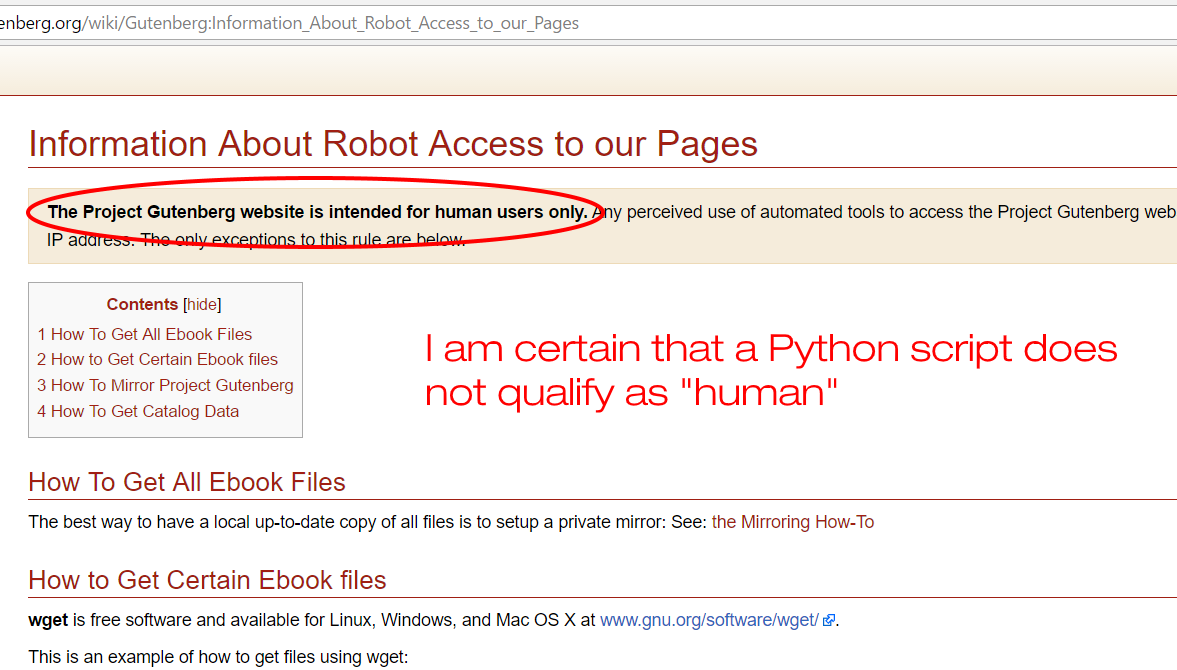 enberg.org/wiki/Gutenberg:Information_About_Robot_Access_to_our_Pages
Information About Robot Access to our Pages
The Project Gutenberg website is intended for human users only. Any perceived use of automated tools to access the Project Gutenberg web
IP address. The only exceptions to this rule are below.
Contents [hide]
1 How To Get All Ebook Files
2 How to Get Certain Ebook files
3 How To Mirror Project Gutenberg
4 How To Get Catalog Data
I am certain that a Python script does
not qualify as "human"
How To Get All Ebook Files
The best way to have a local up-to-date copy of all files is to setup a private mirror: See: the Mirroring How-To
How to Get Certain Ebook files
wget is free software and available for Linux, Windows, and Mac OS X at www.gnu.org/software/wget/.
This is an example of how to get files using wget: